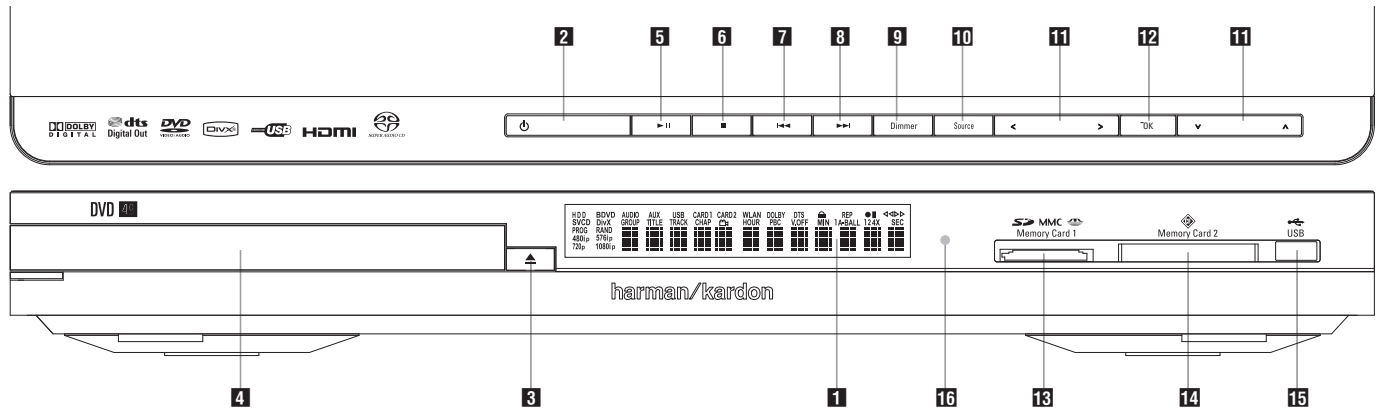 2 5 6 7 8 9 10 11 12 11
DOLBY DIGITAL dts Digital Out DVD VIDEO/AUDIO DivX USB HDMI SUPER AUDIO CD
Dimmer Source < > OK
DVD
HDD BDVD AUDIO AUX USB CARD1 CARD2 WLAN DOLBY DTS REP
SVCD DivX GROUP TITLE TRACK CHAP HOUR PBC V.OFF MIN 1A-BALL 124X SEC
PROG RAND
480ip 576ip
720p 1080ip
SD MMC
Memory Card 1 Memory Card 2 USB
harman/kardon
4 3 1 16 13 14 15